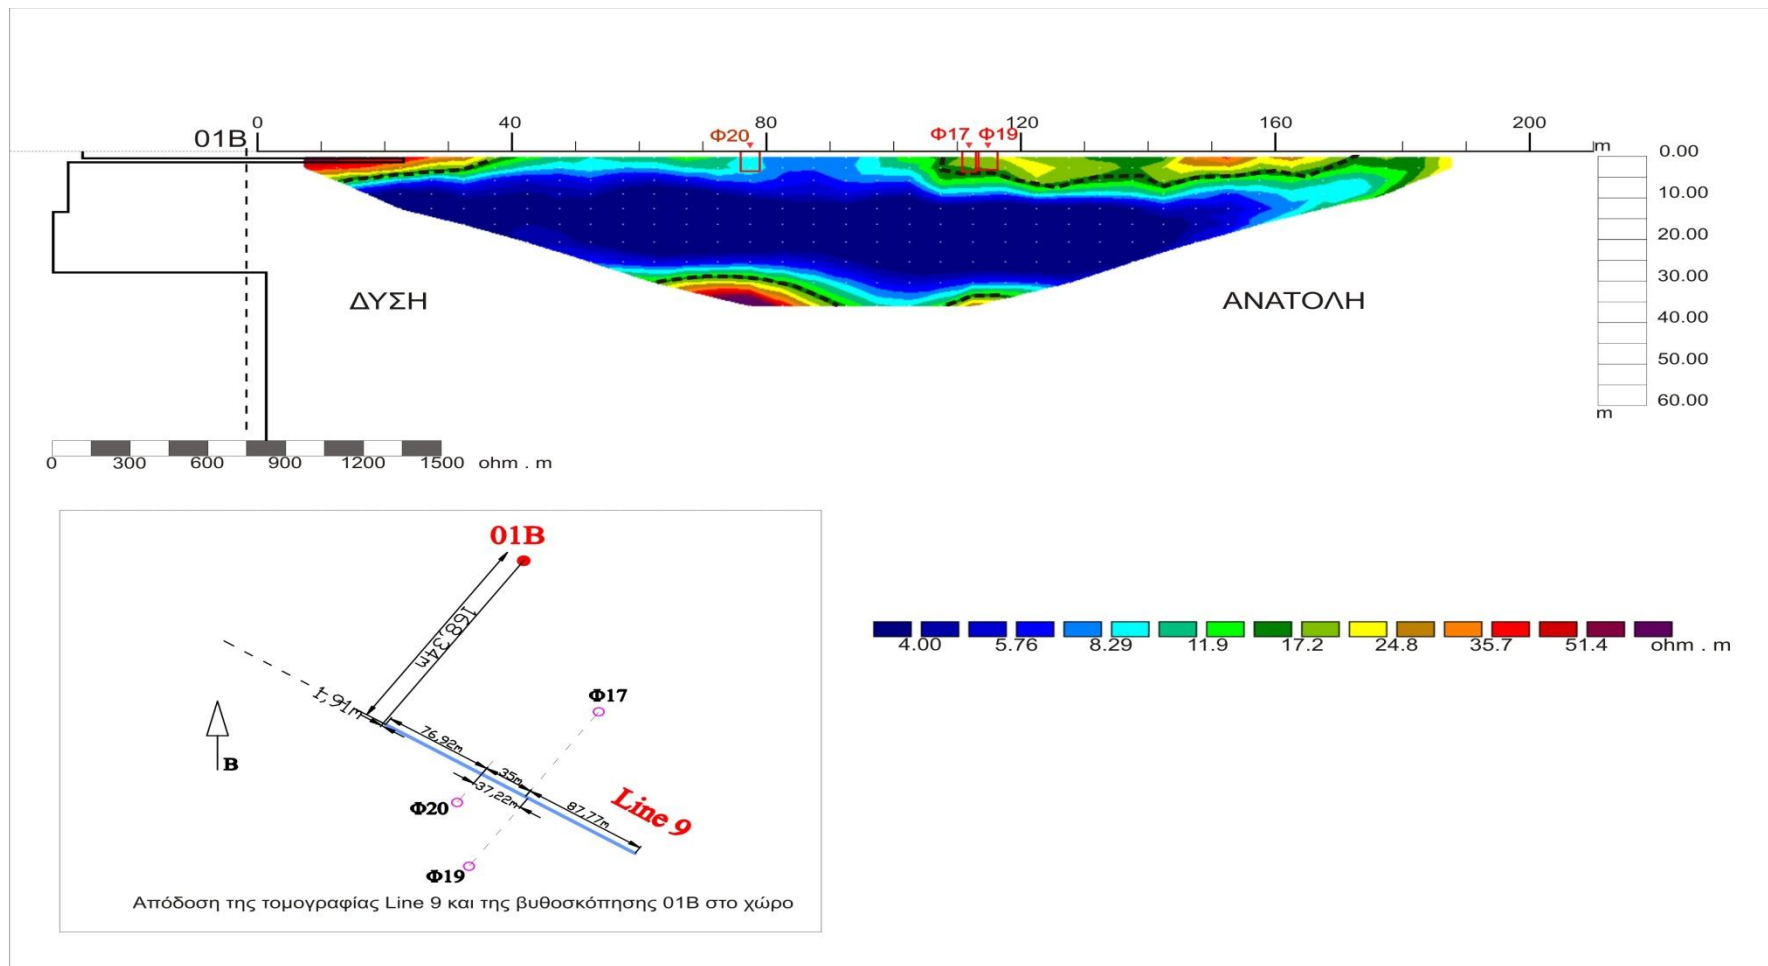 0 40 80 120 160 200
01B
Φ20
Φ17 Φ19
m 0.00
10.00
20.00
30.00
40.00
50.00
60.00
m
ΔΥΣΗ ΑΝΑΤΟΛΗ
0 300 600 900 1200 1500 ohm . m
01B
168,34m
1,91m
76,92m
35m
37,22m
87,77m
Φ17
Φ20
Φ19
Line 9
B
Απόδοση της τομογραφίας Line 9 και της βυθοσκόπησης 01Β στο χώρο
4.00 5.76 8.29 11.9 17.2 24.8 35.7 51.4 ohm . m